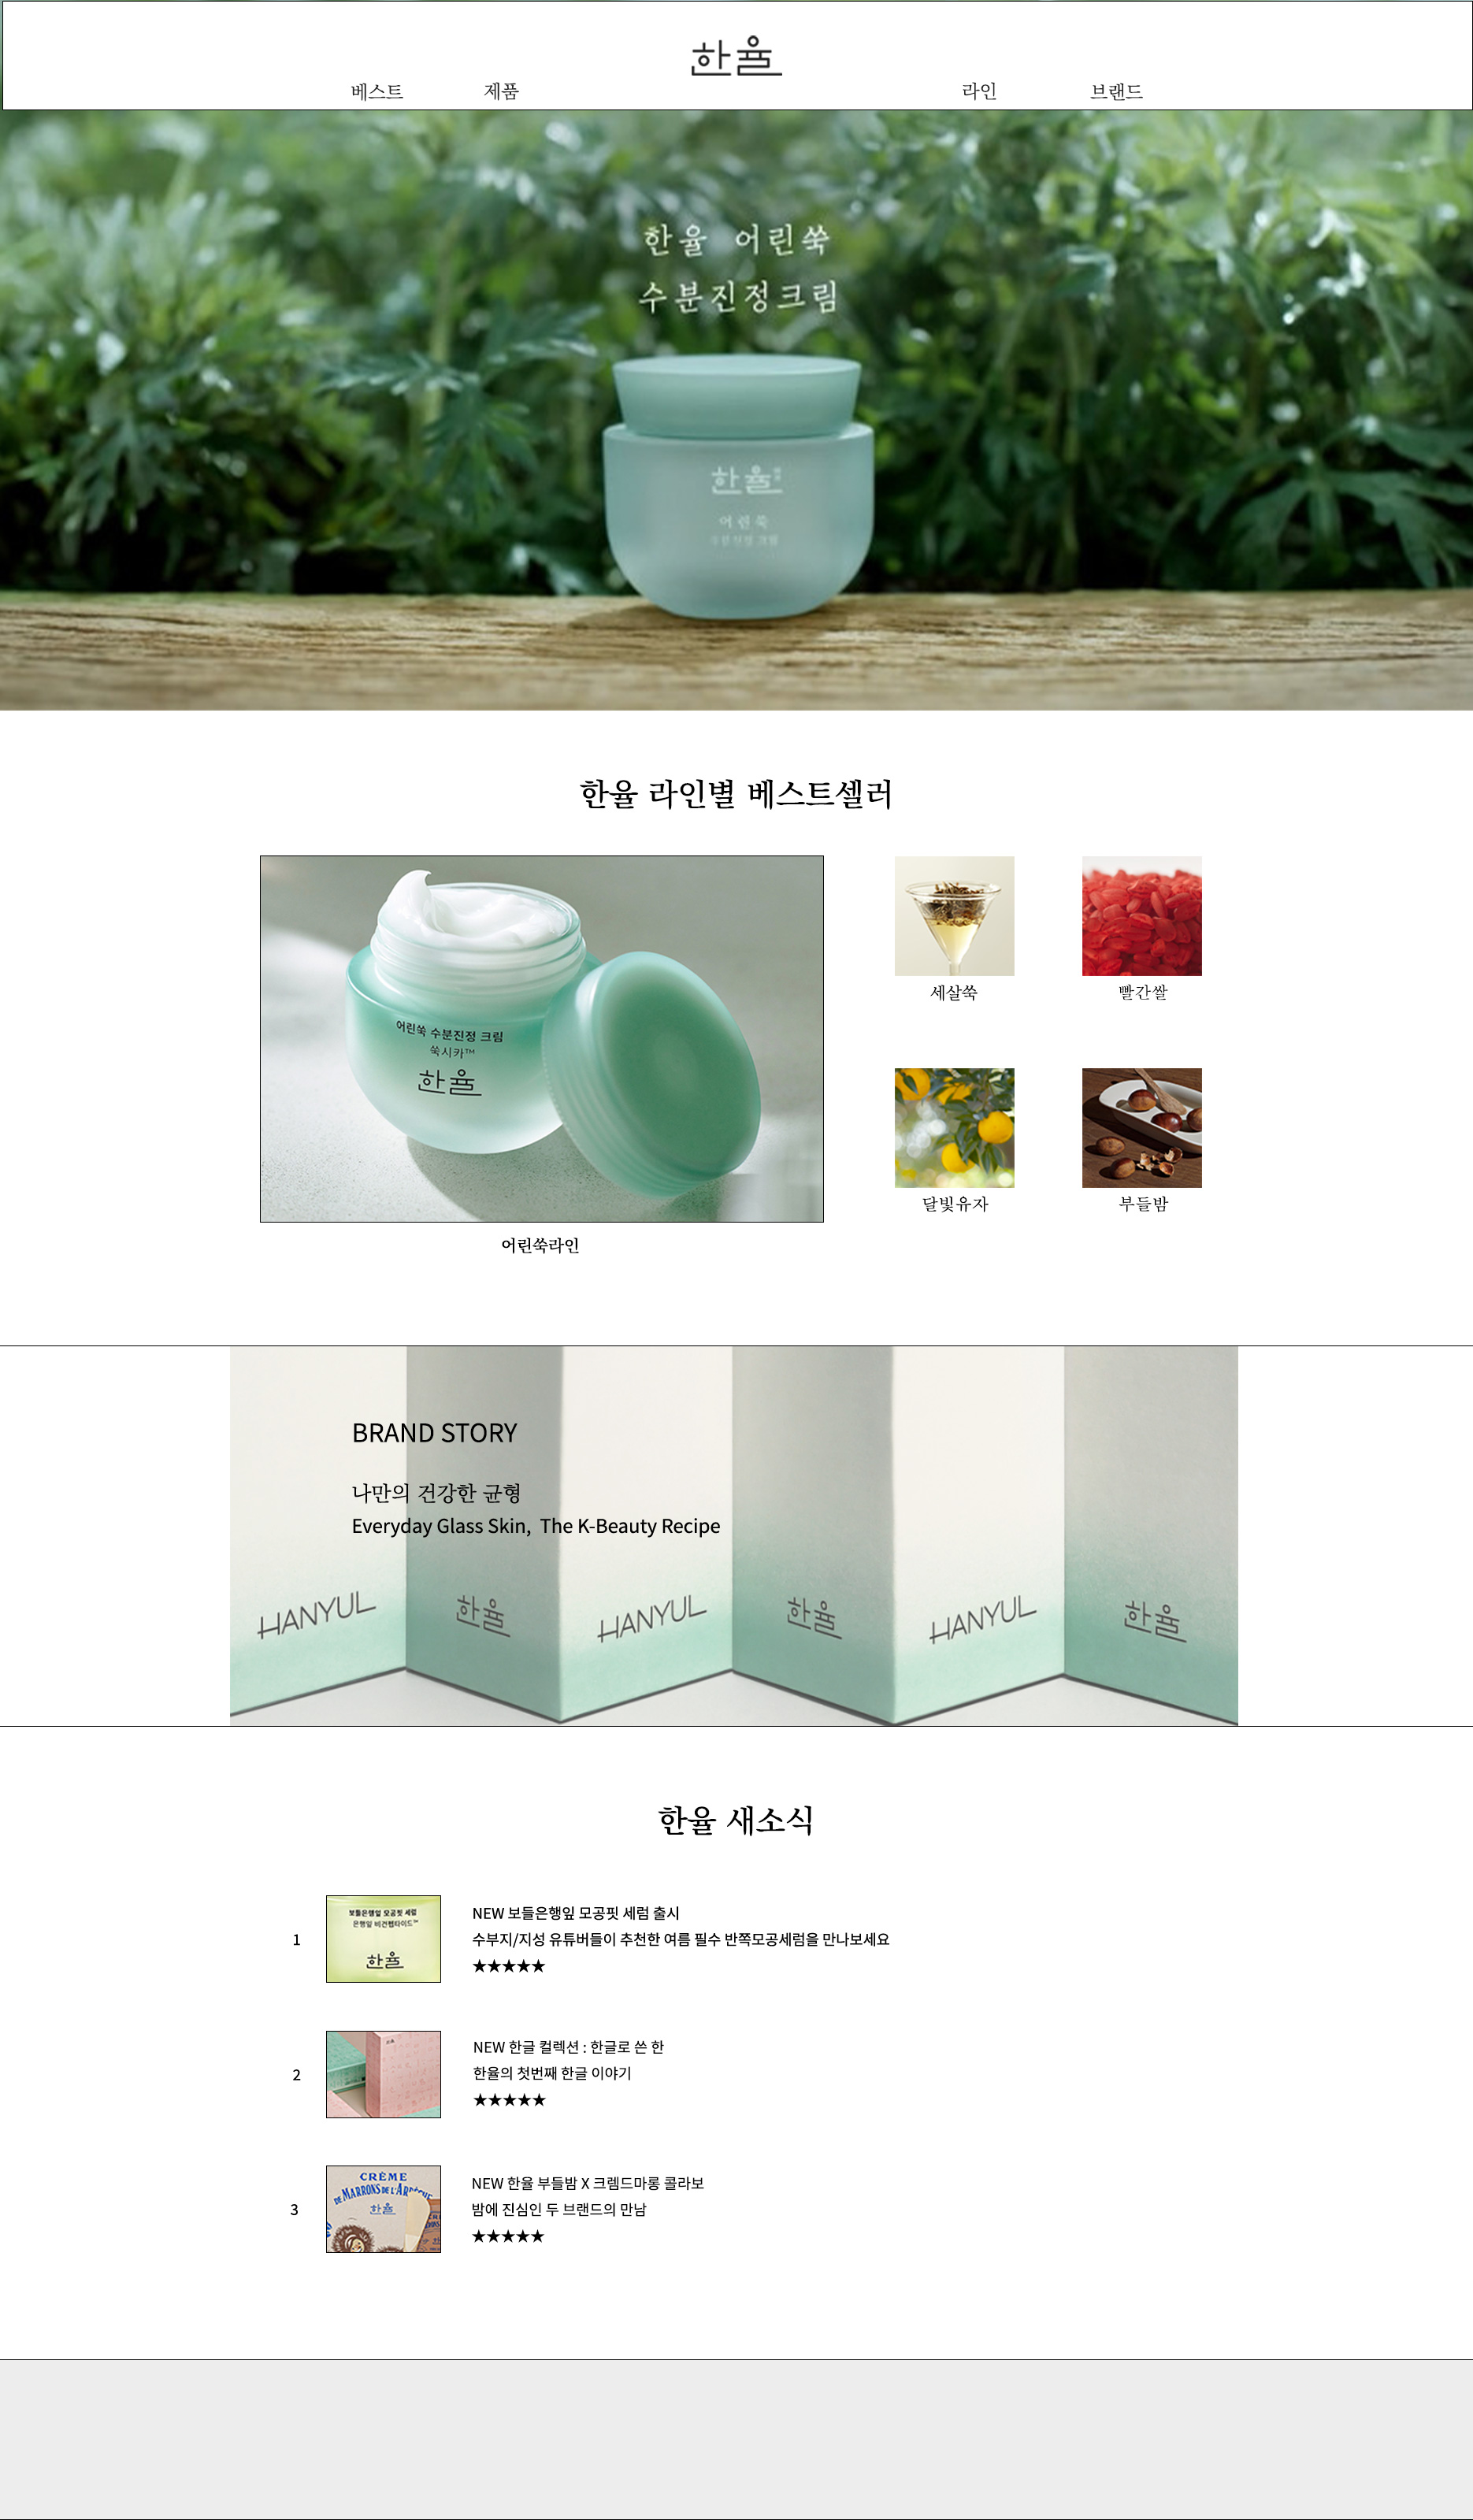 한율
베스트
제품
라인
브랜드
한율 어린쑥
수분진정크림
한율
어린쑥
수분진정 크림
한율 라인별 베스트셀러
어린쑥 수분진정 크림
쑥시카™
한율
세살쑥
빨간쌀
달빛유자
부들밤
어린쑥라인
BRAND STORY
나만의 건강한 균형
Everyday Glass Skin, The K-Beauty Recipe
HANYUL
한율
HANYUL
한율
HANYUL
한율
한율 새소식
1
보들은행잎 모공핏 세럼
은행잎 비건펩타이드™
한율
NEW 보들은행잎 모공핏 세럼 출시
수부지/지성 유튜버들이 추천한 여름 필수 반쪽모공세럼을 만나보세요
★★★★★
2
NEW 한글 컬렉션 : 한글로 쓴 한
한율의 첫번째 한글 이야기
★★★★★
3
CRÈME
DE MARRONS DE L'ARDÈCHE
한율
NEW 한율 부들밤 X 크렘드마롱 콜라보
밤에 진심인 두 브랜드의 만남
★★★★★